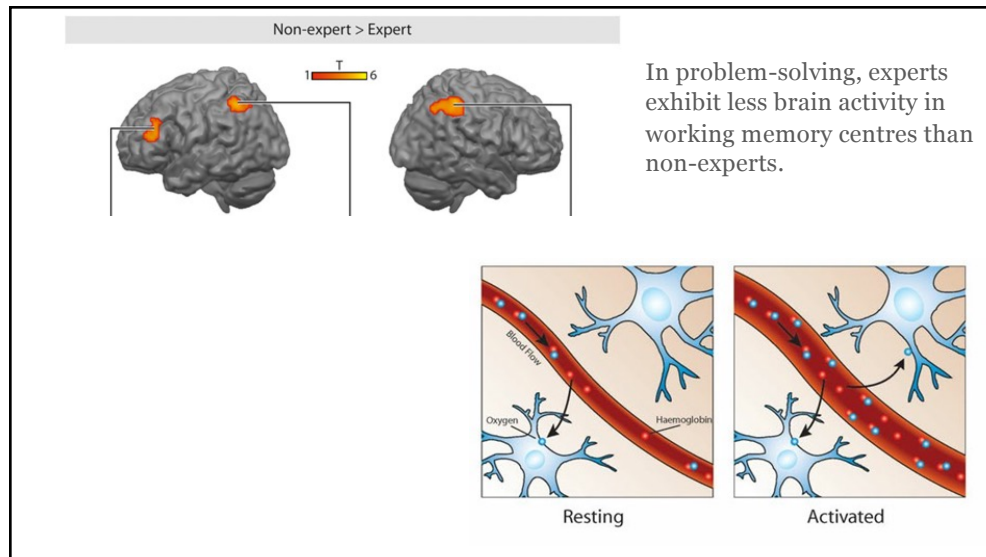 Non-expert > Expert
T
1 6
In problem-solving, experts
exhibit less brain activity in
working memory centres than
non-experts.
Blood Flow
Oxygen
Haemoglobin
Resting
Activated